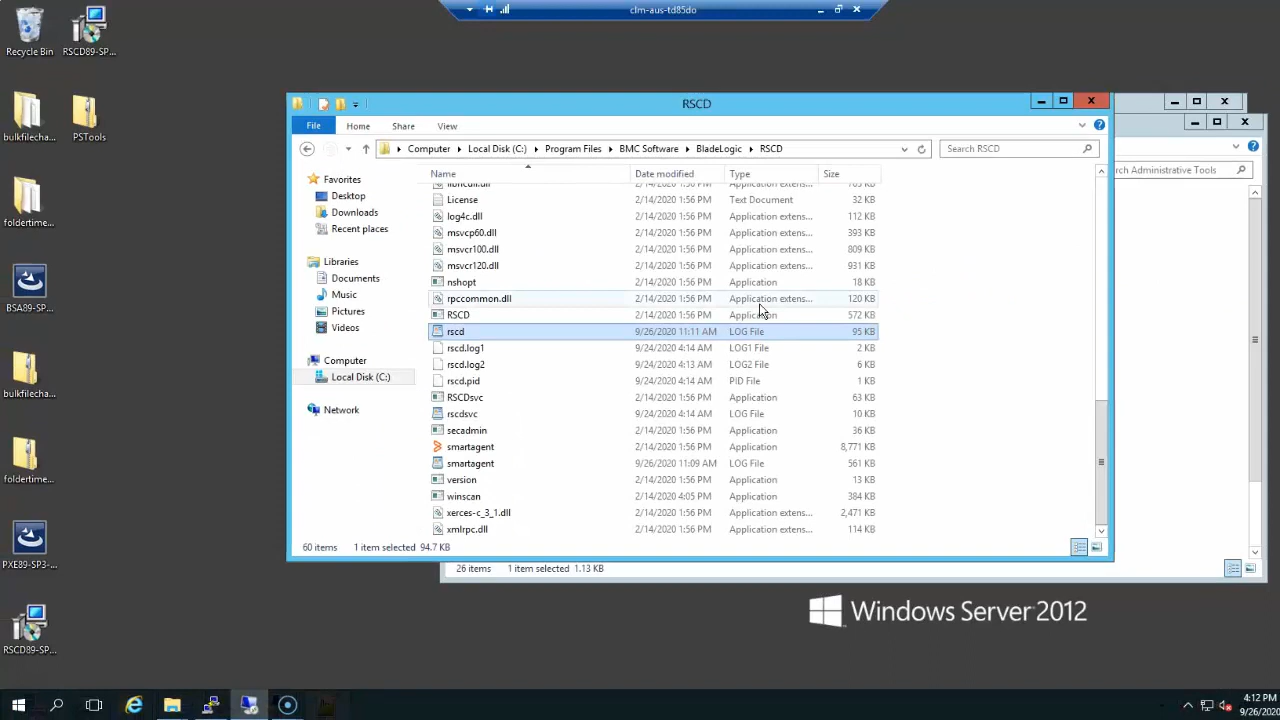 clm-aus-td85do
Recycle Bin
RSCD89-SP...
bulkfilecha...
PSTools
foldertime...
BSA89-SP...
bulkfilecha...
foldertime...
PXE89-SP3-...
RSCD89-SP...
RSCD
File Home Share View
Computer Local Disk (C:) Program Files BMC Software BladeLogic RSCD
Search RSCD
rch Administrative Tools
Name Date modified Type Size
2/14/2020 1:56 PM Application extens...
License 2/14/2020 1:56 PM Text Document 32 KB
log4c.dll 2/14/2020 1:56 PM Application extens... 112 KB
msvcp60.dll 2/14/2020 1:56 PM Application extens... 393 KB
msvcr100.dll 2/14/2020 1:56 PM Application extens... 809 KB
msvcr120.dll 2/14/2020 1:56 PM Application extens... 931 KB
nshopt 2/14/2020 1:56 PM Application 18 KB
rpccommon.dll 2/14/2020 1:56 PM Application extens... 120 KB
RSCD 2/14/2020 1:56 PM Application 572 KB
rscd 9/26/2020 11:11 AM LOG File 95 KB
rscd.log1 9/24/2020 4:14 AM LOG1 File 2 KB
rscd.log2 9/24/2020 4:13 AM LOG2 File 6 KB
rscd.pid 9/24/2020 4:14 AM PID File 1 KB
RSCDsvc 2/14/2020 1:56 PM Application 63 KB
rscdsvc 9/24/2020 4:14 AM LOG File 10 KB
secadmin 2/14/2020 1:56 PM Application 36 KB
smartagent 2/14/2020 1:56 PM Application 8,771 KB
smartagent 9/26/2020 11:09 AM LOG File 561 KB
version 2/14/2020 1:56 PM Application 13 KB
winscan 2/14/2020 4:05 PM Application 384 KB
xerces-c_3_1.dll 2/14/2020 1:56 PM Application extens... 2,471 KB
xmlrpc.dll 2/14/2020 1:56 PM Application extens... 114 KB
Favorites
Desktop
Downloads
Recent places
Libraries
Documents
Music
Pictures
Videos
Computer
Local Disk (C:)
Network
60 items 1 item selected 94.7 KB
26 items 1 item selected 1.13 KB
Windows Server 2012
4:12 PM
9/26/2020